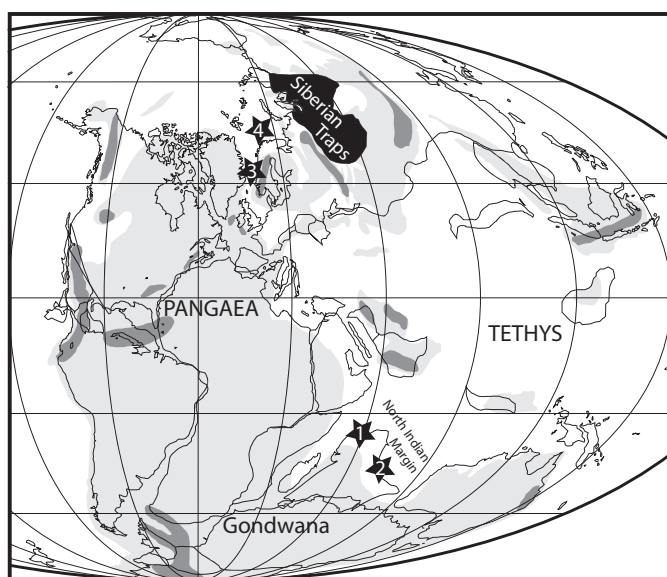 Siberian
Traps
4
3
PANGAEA
TETHYS
1
North Indian
Margin
2
Gondwana